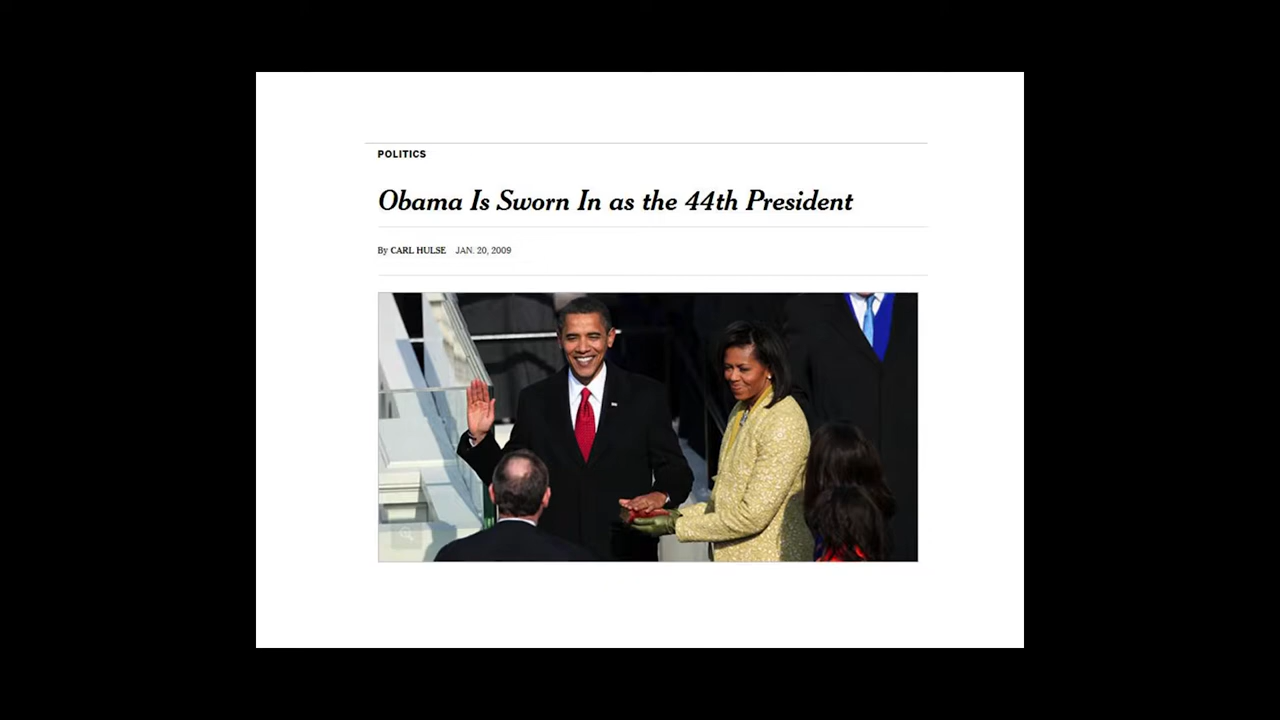 POLITICS
Obama Is Sworn In as the 44th President
By CARL HULSE JAN. 20, 2009